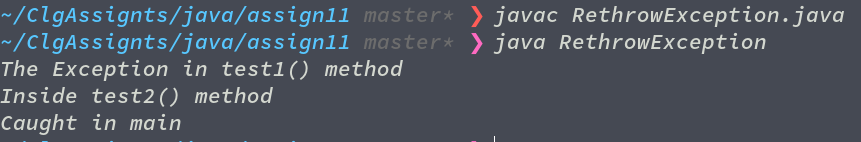 ~/ClgAssignts/java/assign11 master* ❯ javac RethrowException.java
~/ClgAssignts/java/assign11 master* ❯ java RethrowException
The Exception in test1() method
Inside test2() method
Caught in main